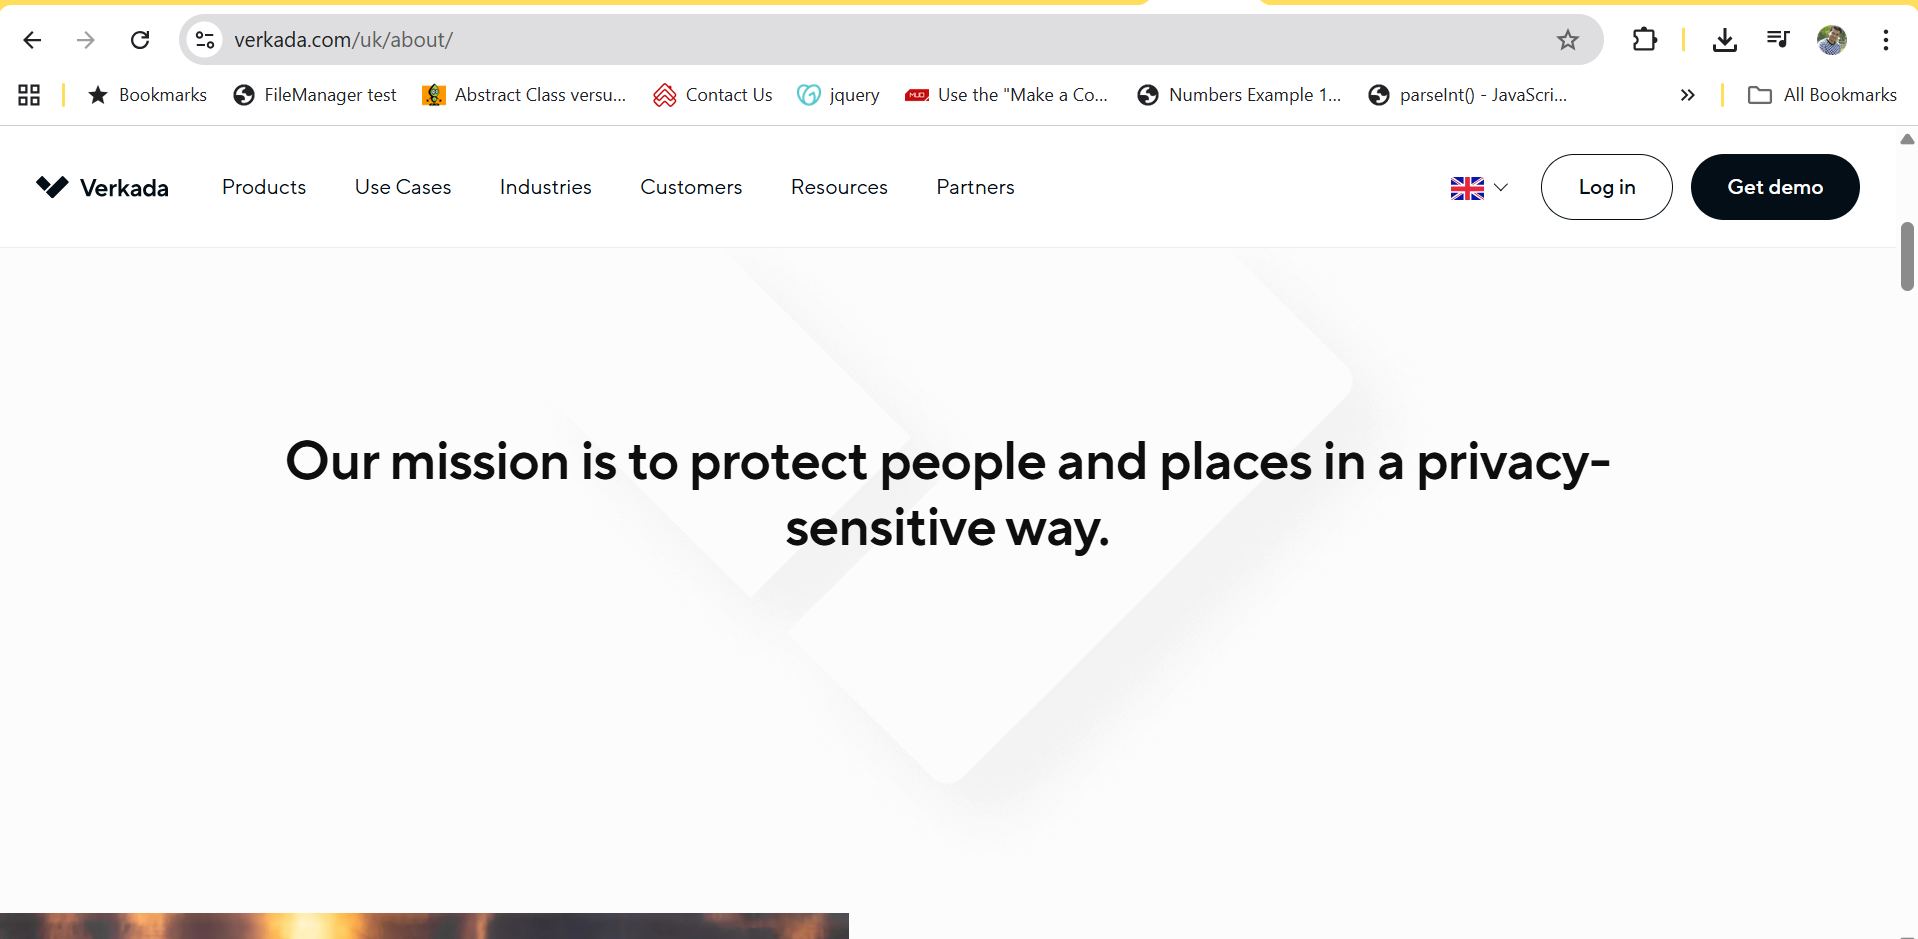 verkada.com/uk/about/
Bookmarks FileManager test Abstract Class versu... Contact Us jquery MUO Use the "Make a Co... Numbers Example 1... parseInt() - JavaScri... All Bookmarks
Verkada Products Use Cases Industries Customers Resources Partners Log in Get demo
Our mission is to protect people and places in a privacy-
sensitive way.